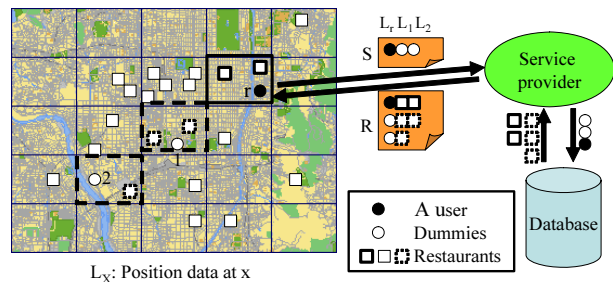 r
1
2
L_X: Position data at x
L_r L_1 L_2
S
R
Service
provider
Database
A user
Dummies
Restaurants